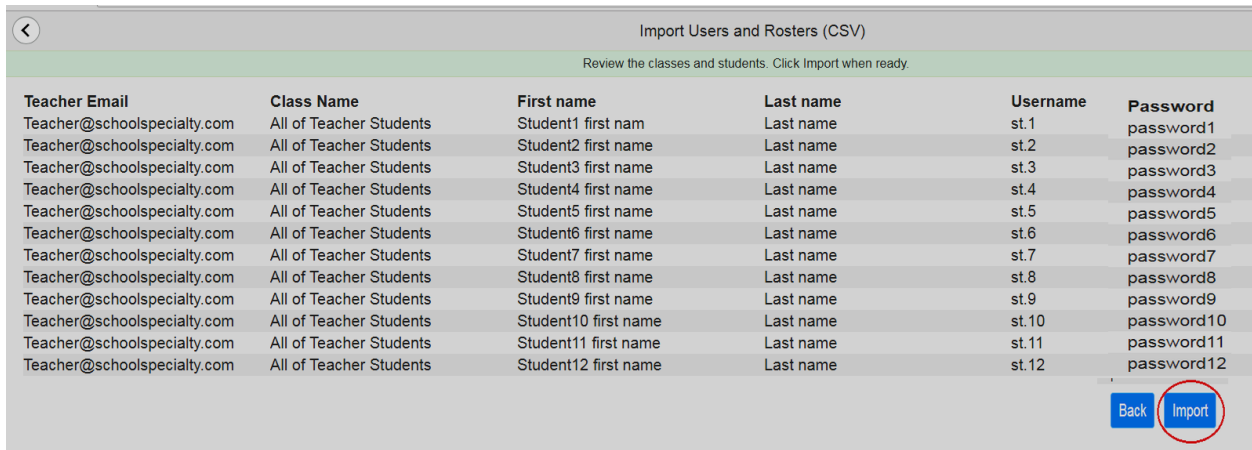 Import Users and Rosters (CSV)
Review the classes and students. Click Import when ready.
Teacher Email Class Name First name Last name Username Password
Teacher@schoolspecialty.com All of Teacher Students Student1 first nam Last name st.1 password1
Teacher@schoolspecialty.com All of Teacher Students Student2 first name Last name st.2 password2
Teacher@schoolspecialty.com All of Teacher Students Student3 first name Last name st.3 password3
Teacher@schoolspecialty.com All of Teacher Students Student4 first name Last name st.4 password4
Teacher@schoolspecialty.com All of Teacher Students Student5 first name Last name st.5 password5
Teacher@schoolspecialty.com All of Teacher Students Student6 first name Last name st.6 password6
Teacher@schoolspecialty.com All of Teacher Students Student7 first name Last name st.7 password7
Teacher@schoolspecialty.com All of Teacher Students Student8 first name Last name st.8 password8
Teacher@schoolspecialty.com All of Teacher Students Student9 first name Last name st.9 password9
Teacher@schoolspecialty.com All of Teacher Students Student10 first name Last name st.10 password10
Teacher@schoolspecialty.com All of Teacher Students Student11 first name Last name st.11 password11
Teacher@schoolspecialty.com All of Teacher Students Student12 first name Last name st.12 password12
Back Import